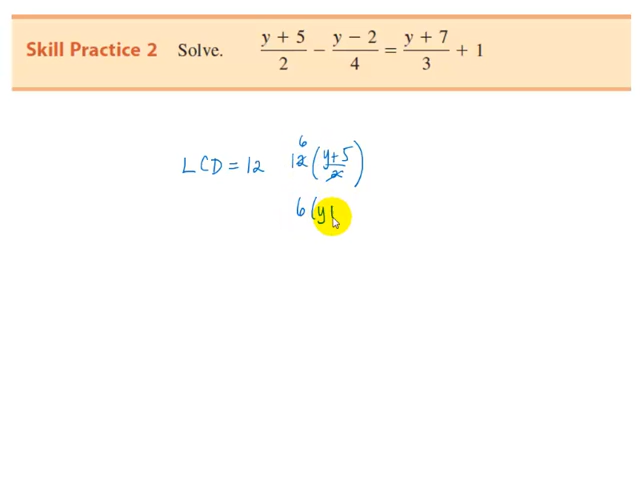 Skill Practice 2 Solve. (y + 5)/2 − (y − 2)/4 = (y + 7)/3 + 1
6
LCD = 12 12((y+5)/2)
6(y